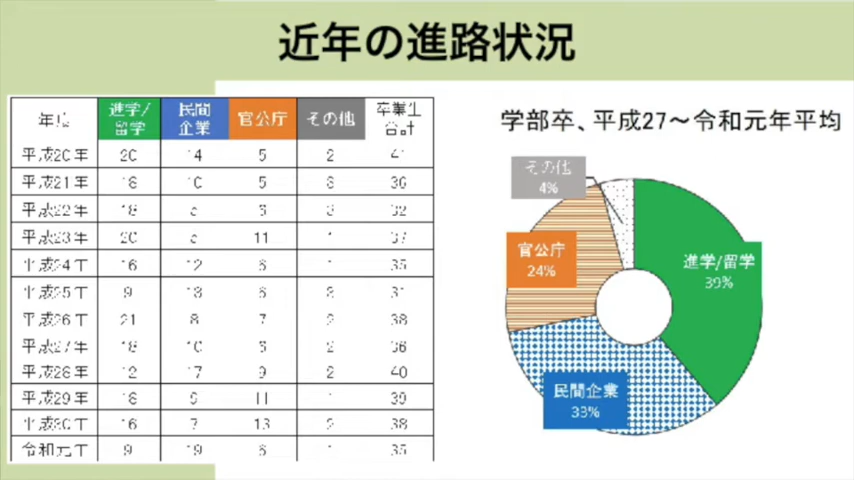 近年の進路状況
年度 進学/留学 民間企業 官公庁 その他 卒業生合計
平成20年 20 14 5 2 41
平成21年 18 10 5 3 36
平成22年 18 3 32
平成23年 20 11 1 37
平成24年 16 12 6 1 35
平成25年 9 13 6 3 31
平成26年 21 8 7 2 38
平成27年 18 10 6 2 36
平成28年 12 17 9 2 40
平成29年 18 9 11 1 39
平成30年 16 7 13 2 38
令和元年 9 19 6 1 35
学部卒、平成27～令和元年平均
その他
4%
官公庁
24%
進学/留学
39%
民間企業
33%